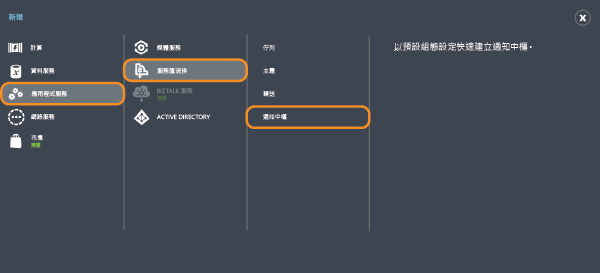 新增
計算
資料服務
應用程式服務
網路服務
市集
預覽
媒體服務
服務匯流排
BIZTALK 服務
預覽
ACTIVE DIRECTORY
佇列
主題
轉送
通知中樞
以預設組態設定快速建立通知中樞。